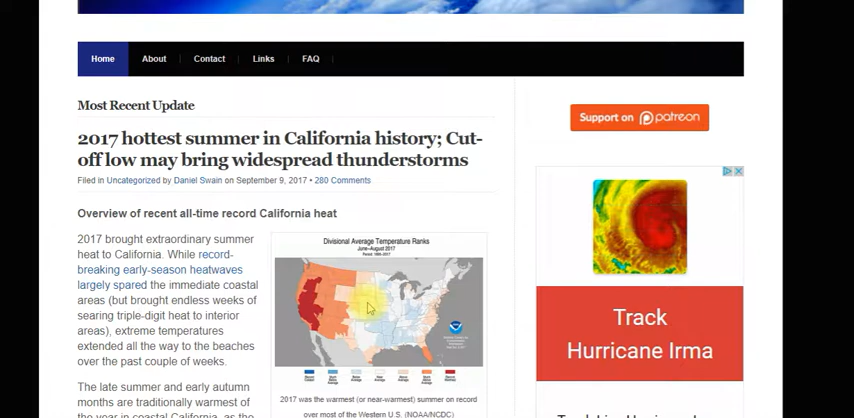 Home About Contact Links FAQ
Most Recent Update
2017 hottest summer in California history; Cut-
off low may bring widespread thunderstorms
Filed in Uncategorized by Daniel Swain on September 9, 2017 • 280 Comments
Overview of recent all-time record California heat
2017 brought extraordinary summer
heat to California. While record-
breaking early-season heatwaves
largely spared the immediate coastal
areas (but brought endless weeks of
searing triple-digit heat to interior
areas), extreme temperatures
extended all the way to the beaches
over the past couple of weeks.
The late summer and early autumn
months are traditionally warmest of
the year in coastal California, as the
Divisional Average Temperature Ranks
June–August 2017
Period: 1895–2017
2017 was the warmest (or near-warmest) summer on record
over most of the Western U.S. (NOAA/NCDC)
Support on patreon
Track
Hurricane Irma